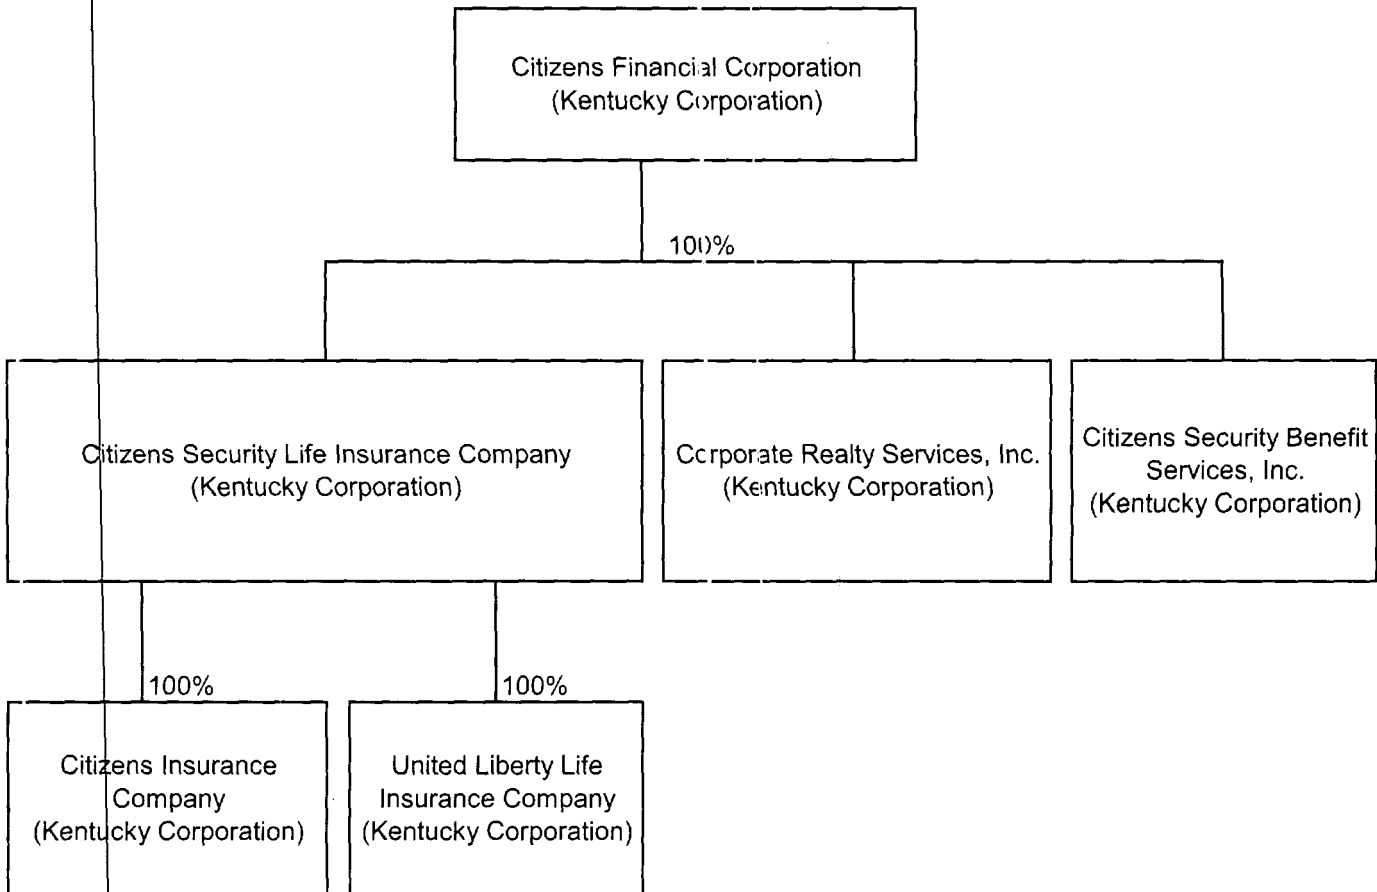 Citizens Financial Corporation
(Kentucky Corporation)
100%
Citizens Security Life Insurance Company
(Kentucky Corporation)
Corporate Realty Services, Inc.
(Kentucky Corporation)
Citizens Security Benefit
Services, Inc.
(Kentucky Corporation)
100%
100%
Citizens Insurance
Company
(Kentucky Corporation)
United Liberty Life
Insurance Company
(Kentucky Corporation)